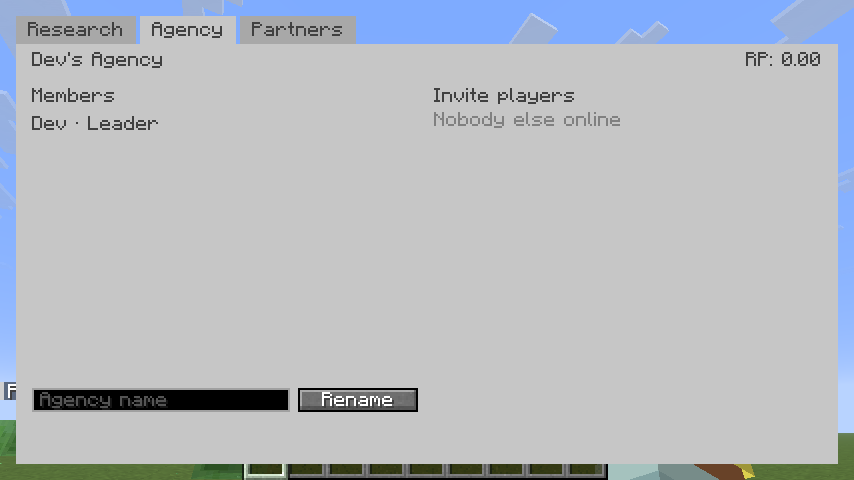 Research Agency Partners
Dev's Agency RP: 0.00
Members Invite players
Dev · Leader Nobody else online
Agency name Rename